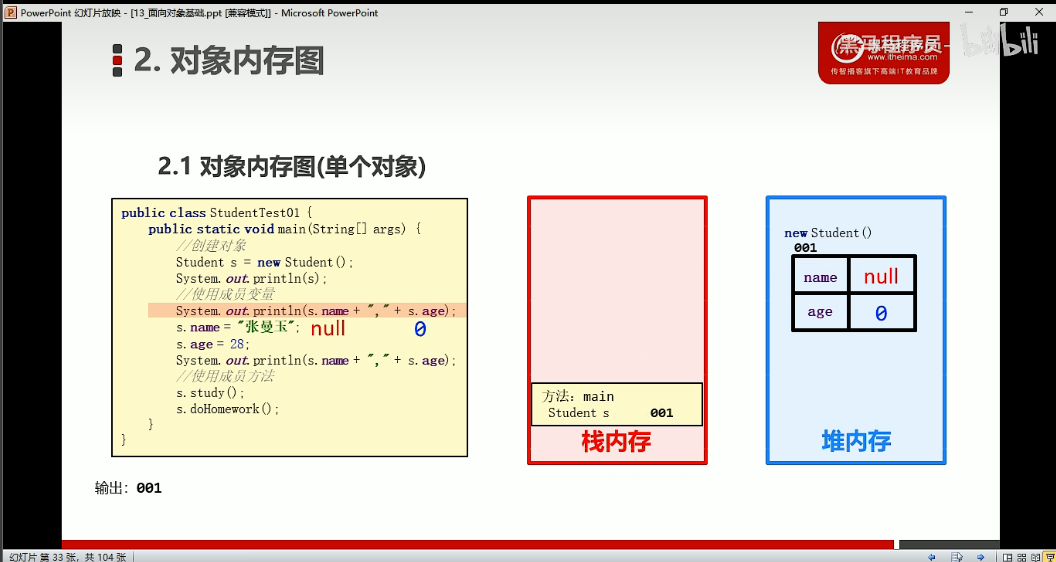 PowerPoint 幻灯片放映 - [13_面向对象基础.ppt [兼容模式]] - Microsoft PowerPoint
2. 对象内存图
www.itheima.com
传智播客旗下高端IT教育品牌
bilibili
2.1 对象内存图(单个对象)
public class StudentTest01 {
public static void main(String[] args) {
//创建对象
Student s = new Student();
System.out.println(s);
//使用成员变量
System.out.println(s.name + "," + s.age);
s.name = "张曼玉"; null 0
s.age = 28;
System.out.println(s.name + "," + s.age);
//使用成员方法
s.study();
s.doHomework();
}
}
方法: main
Student s 001
栈内存
new Student()
001
name null
age 0
堆内存
输出: 001
幻灯片 第 33 张, 共 104 张